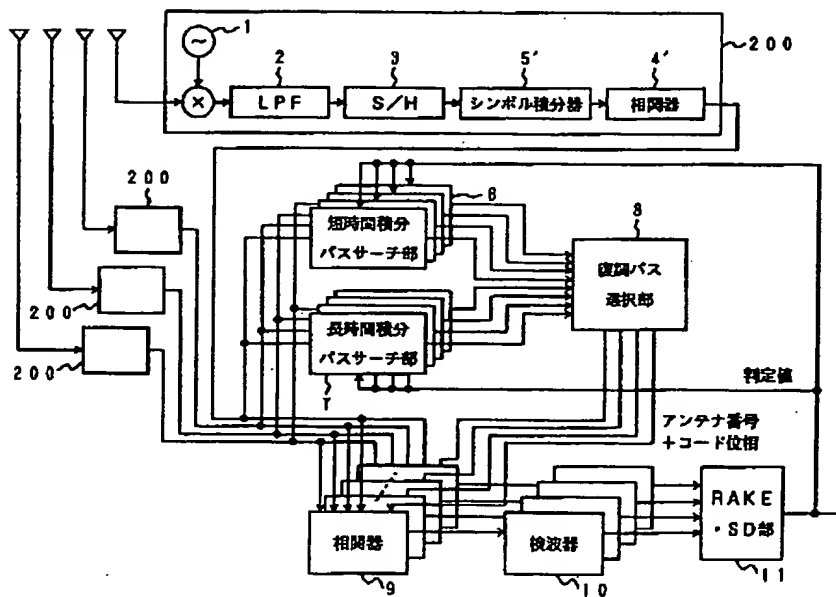 1
200
2
3
5'
4'
~
×
LPF
S/H
シンボル積分器
相関器
200
6
短時間積分
パスサーチ部
8
復調パス
選択部
200
長時間積分
パスサーチ部
200
7
判定値
アンテナ番号
+コード位相
相関器
9
検波器
10
RAKE
・SD部
11